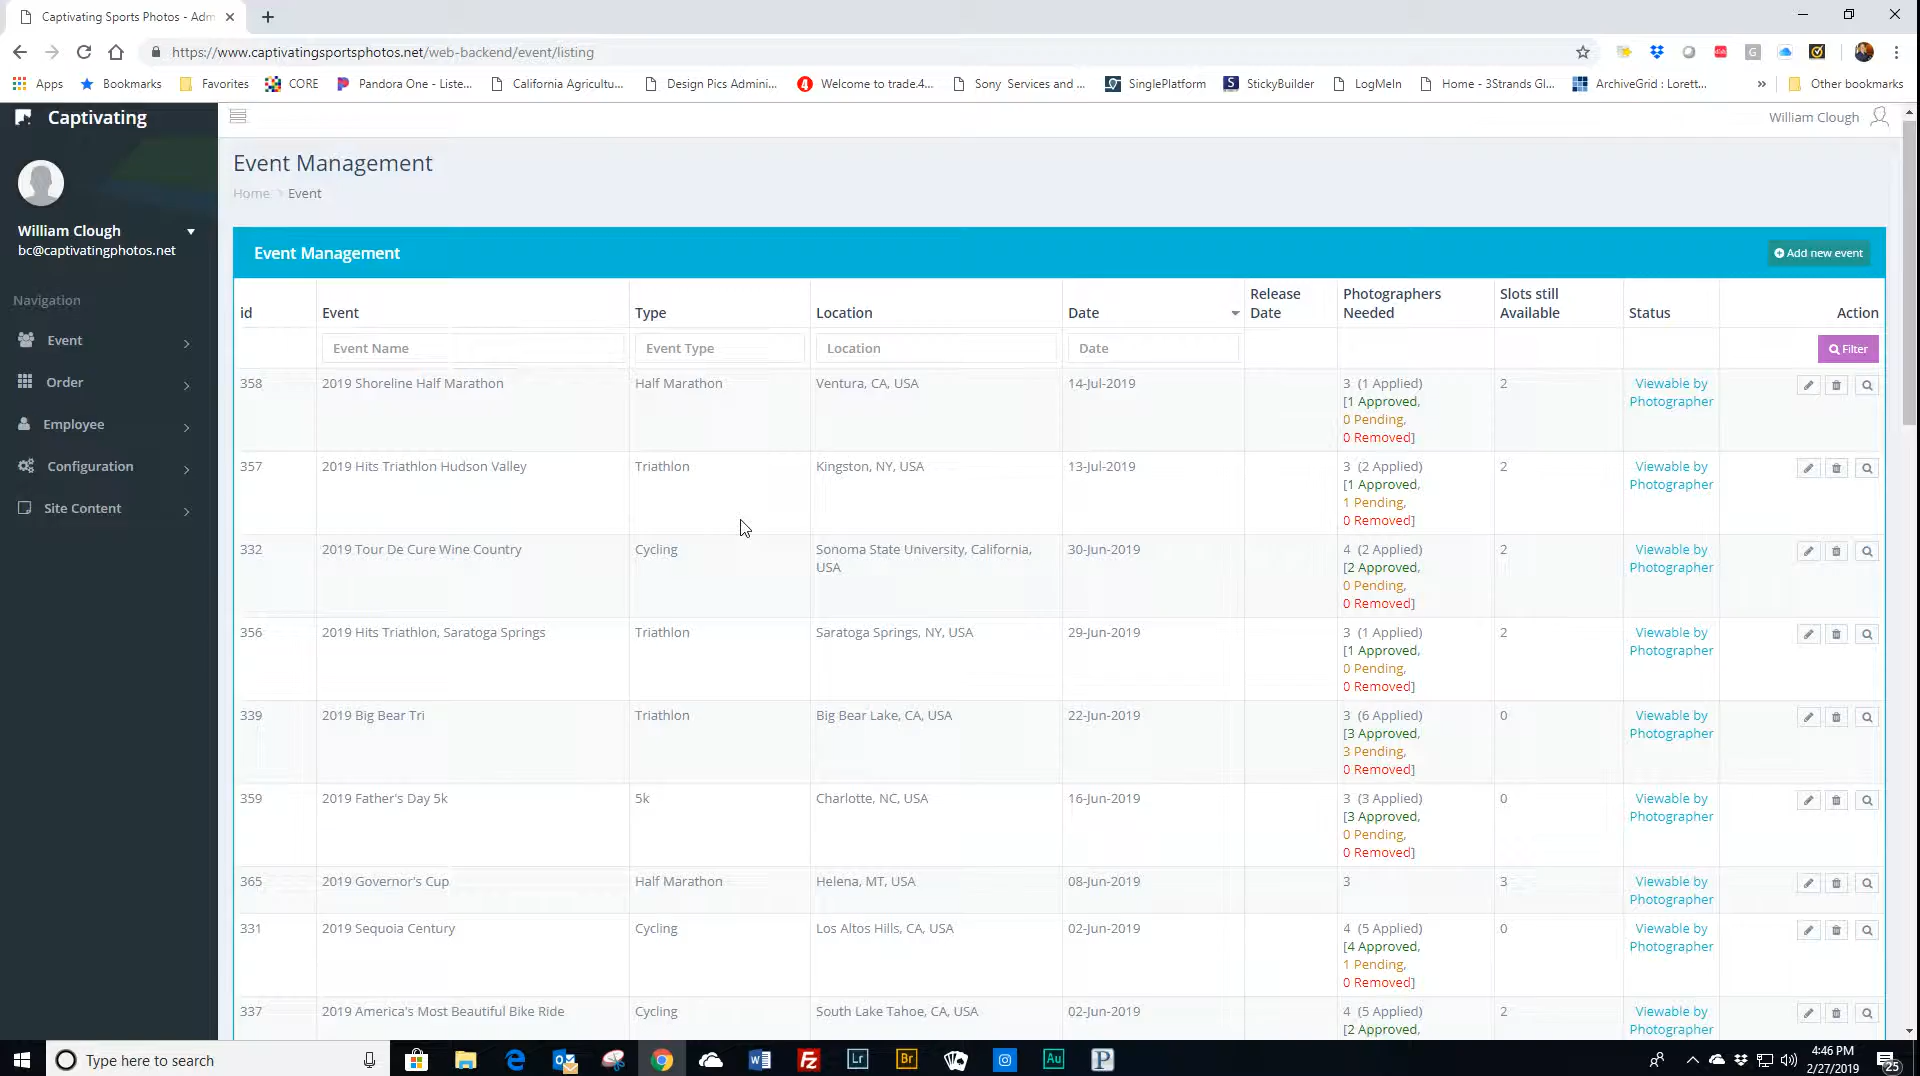 Captivating Sports Photos - Adm
https://www.captivatingsportsphotos.net/web-backend/event/listing
Apps
Bookmarks
Favorites
CORE
Pandora One - Liste...
California Agricultu...
Design Pics Admini...
Welcome to trade.4...
Sony Services and ...
SinglePlatform
StickyBuilder
LogMeIn
Home - 3Strands Gl...
ArchiveGrid : Lorett...
»
Other bookmarks
Captivating
William Clough
William Clough
bc@captivatingphotos.net
Navigation
Event
Order
Employee
Configuration
Site Content
Event Management
Home > Event
Event Management
Add new event
id
Event
Type
Location
Date
Release
Date
Photographers
Needed
Slots still
Available
Status
Action
Event Name
Event Type
Location
Date
Filter
358
2019 Shoreline Half Marathon
Half Marathon
Ventura, CA, USA
14-Jul-2019
3 (1 Applied)
[1 Approved,
0 Pending,
0 Removed]
2
Viewable by
Photographer
357
2019 Hits Triathlon Hudson Valley
Triathlon
Kingston, NY, USA
13-Jul-2019
3 (2 Applied)
[1 Approved,
1 Pending,
0 Removed]
2
Viewable by
Photographer
332
2019 Tour De Cure Wine Country
Cycling
Sonoma State University, California,
USA
30-Jun-2019
4 (2 Applied)
[2 Approved,
0 Pending,
0 Removed]
2
Viewable by
Photographer
356
2019 Hits Triathlon, Saratoga Springs
Triathlon
Saratoga Springs, NY, USA
29-Jun-2019
3 (1 Applied)
[1 Approved,
0 Pending,
0 Removed]
2
Viewable by
Photographer
339
2019 Big Bear Tri
Triathlon
Big Bear Lake, CA, USA
22-Jun-2019
3 (6 Applied)
[3 Approved,
3 Pending,
0 Removed]
0
Viewable by
Photographer
359
2019 Father's Day 5k
5k
Charlotte, NC, USA
16-Jun-2019
3 (3 Applied)
[3 Approved,
0 Pending,
0 Removed]
0
Viewable by
Photographer
365
2019 Governor's Cup
Half Marathon
Helena, MT, USA
08-Jun-2019
3
3
Viewable by
Photographer
331
2019 Sequoia Century
Cycling
Los Altos Hills, CA, USA
02-Jun-2019
4 (5 Applied)
[4 Approved,
1 Pending,
0 Removed]
0
Viewable by
Photographer
337
2019 America's Most Beautiful Bike Ride
Cycling
South Lake Tahoe, CA, USA
02-Jun-2019
4 (5 Applied)
[2 Approved,
2
Viewable by
Photographer
Type here to search
Lr
Br
Au
P
4:46 PM
2/27/2019
25